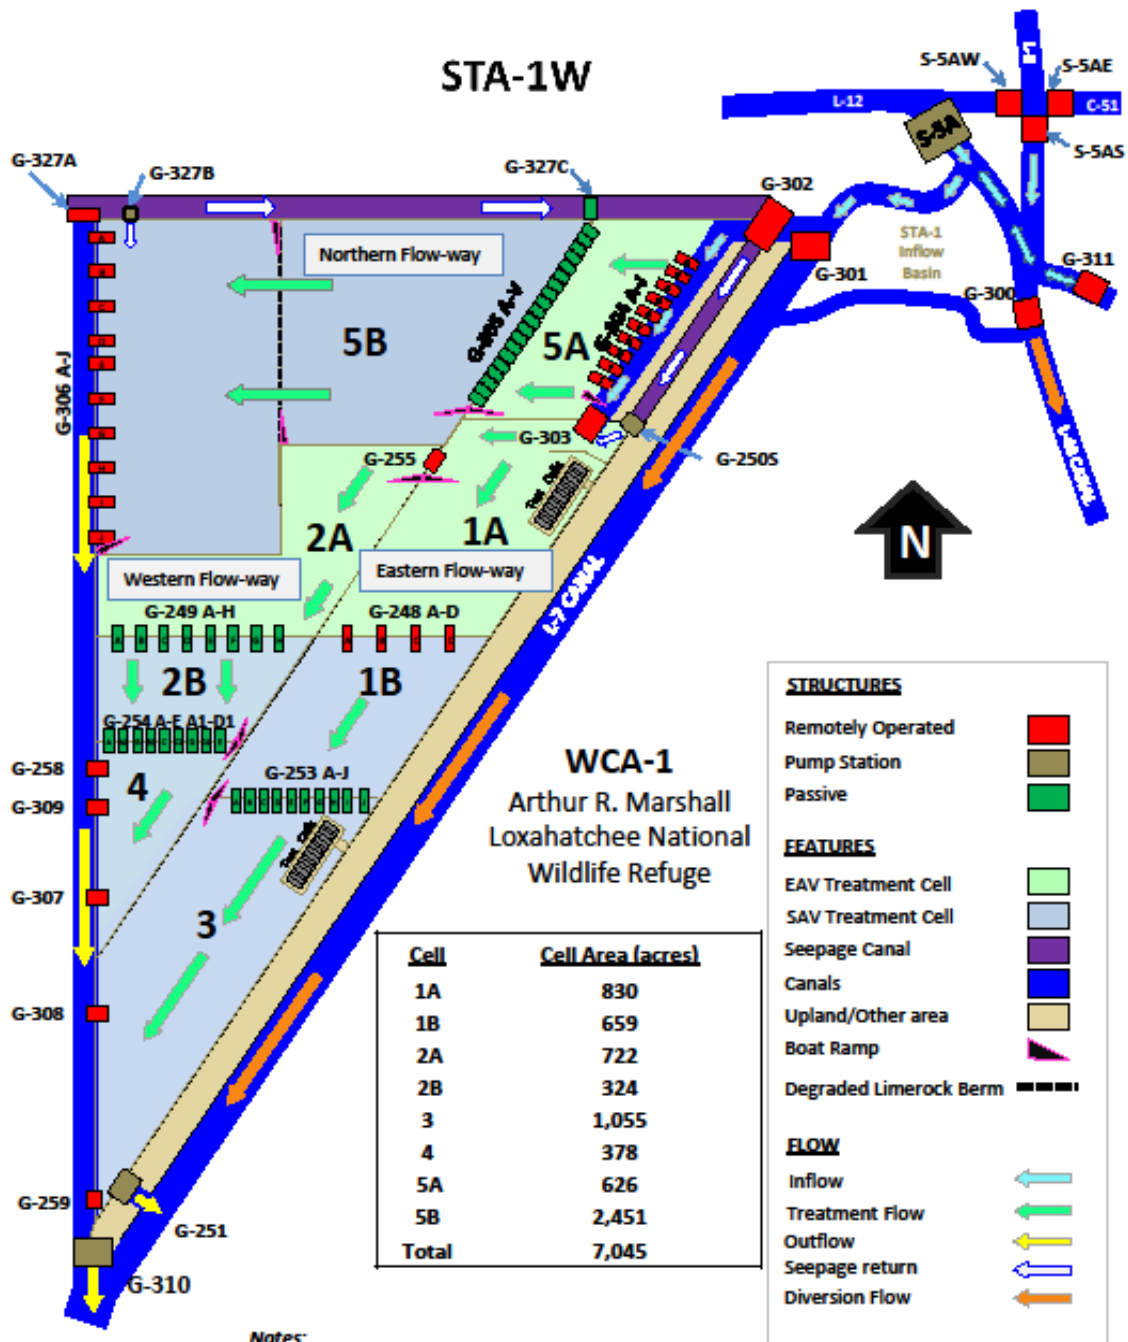 STA-1W
S-5AW
L-12
S-5AE
C-51
S-5A
S-5AS
G-327A
G-327B
G-327C
G-302
STA-1
Inflow
Basin
G-301
G-311
G-300
Northern Flow-way
5B
5A
G-305 A-V
G-304 A-J
G-306 A-J
G-303
G-255
G-250S
2A
1A
Test Cells
N
Western Flow-way
Eastern Flow-way
G-249 A-H
G-248 A-D
L-7 CANAL
2B
1B
G-254 A-E A1-D1
G-258
G-309
4
G-253 A-J
Test Cells
G-307
3
G-308
G-259
G-251
G-310
WCA-1
Arthur R. Marshall
Loxahatchee National
Wildlife Refuge
Cell Cell Area (acres)
1A 830
1B 659
2A 722
2B 324
3 1,055
4 378
5A 626
5B 2,451
Total 7,045
STRUCTURES
Remotely Operated
Pump Station
Passive
FEATURES
EAV Treatment Cell
SAV Treatment Cell
Seepage Canal
Canals
Upland/Other area
Boat Ramp
Degraded Limerock Berm
FLOW
Inflow
Treatment Flow
Outflow
Seepage return
Diversion Flow
Notes: